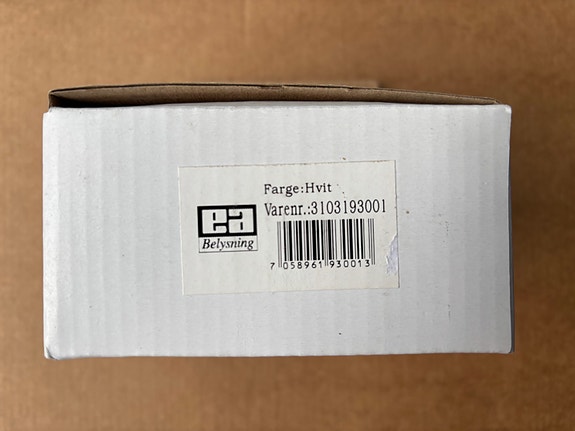 Farge:Hvit
Varenr.:3103193001
ea
Belysning
7 058961 930013